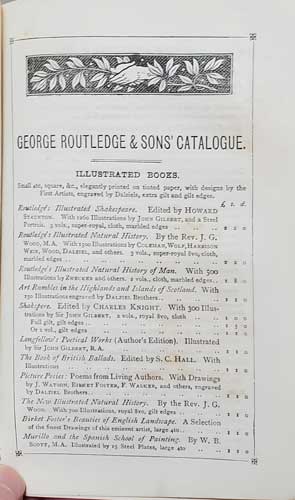 GEORGE ROUTLEDGE & SONS' CATALOGUE.
ILLUSTRATED BOOKS.
Small 4to, square, &c., elegantly printed on tinted paper, with designs by the
First Artists, engraved by Dalziels, extra gilt and gilt edges.
£ s. d.
Routledge's Illustrated Shakespeare. Edited by HOWARD
STAUNTON. With 1260 Illustrations by JOHN GILBERT, and a Steel
Portrait. 3 vols., super-royal, cloth, marbled edges
Routledge's Illustrated Natural History. By the Rev. J. G.
WOOD, M.A. With 1500 Illustrations by COLEMAN, WOLF, HARRISON
WEIR, WOOD, DALZIEL, and others. 3 vols., super-royal 8vo, cloth,
marbled edges
Routledge's Illustrated Natural History of Man. With 500
Illustrations by ZWECKER and others. 2 vols., cloth, marbled edges
Art Rambles in the Highlands and Islands of Scotland. With
150 Illustrations engraved by DALZIEL BROTHERS
Shakspere. Edited by CHARLES KNIGHT. With 300 Illus-
trations by Sir JOHN GILBERT, 2 vols., royal 8vo, cloth
Full gilt, gilt edges
Or 1 vol., gilt edges
Longfellow's Poetical Works (Author's Edition). Illustrated
by Sir JOHN GILBERT, R.A.
The Book of British Ballads. Edited by S. C. HALL. With
Illustrations
Picture Posies: Poems from Living Authors. With Drawings
by J. WATSON, BIRKET FOSTER, F. WALKER, and others, engraved
by DALZIEL BROTHERS
The New Illustrated Natural History. By the Rev. J. G.
WOOD. With 500 Illustrations, royal 8vo, gilt edges
Birket Foster's Beauties of English Landscape. A Selection
of the finest Drawings of this eminent artist, large 4to
Murillo and the Spanish School of Painting. By W. B.
SCOTT, M.A. Illustrated by 15 Steel Plates, large 4to